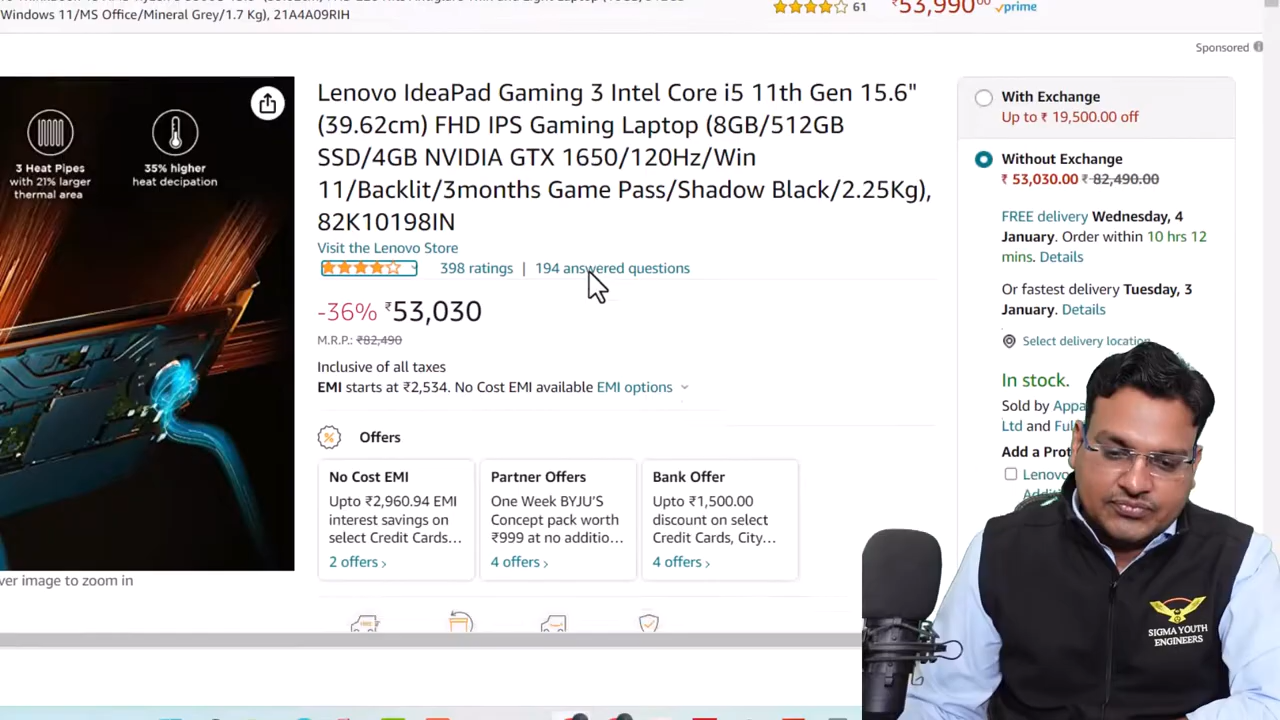 Windows 11/MS Office/Mineral Grey/1.7 Kg), 21A4A09RIH
61
₹53,990⁰⁰
prime
Sponsored
3 Heat Pipes
with 21% larger
thermal area
35% higher
heat decipation
Lenovo IdeaPad Gaming 3 Intel Core i5 11th Gen 15.6"
(39.62cm) FHD IPS Gaming Laptop (8GB/512GB
SSD/4GB NVIDIA GTX 1650/120Hz/Win
11/Backlit/3months Game Pass/Shadow Black/2.25Kg),
82K10198IN
Visit the Lenovo Store
398 ratings | 194 answered questions
-36% ₹53,030
M.R.P.: ₹82,490
Inclusive of all taxes
EMI starts at ₹2,534. No Cost EMI available EMI options
Offers
No Cost EMI
Upto ₹2,960.94 EMI
interest savings on
select Credit Cards...
2 offers ›
Partner Offers
One Week BYJU'S
Concept pack worth
₹999 at no additio...
4 offers ›
Bank Offer
Upto ₹1,500.00
discount on select
Credit Cards, City...
4 offers ›
ver image to zoom in
With Exchange
Up to ₹ 19,500.00 off
Without Exchange
₹ 53,030.00 ₹ 82,490.00
FREE delivery Wednesday, 4
January. Order within 10 hrs 12
mins. Details
Or fastest delivery Tuesday, 3
January. Details
Select delivery location
In stock.
Sold by Appa
Ltd and Ful
Add a Prot
Lenovo
Additi
SIGMA YOUTH
ENGINEERS